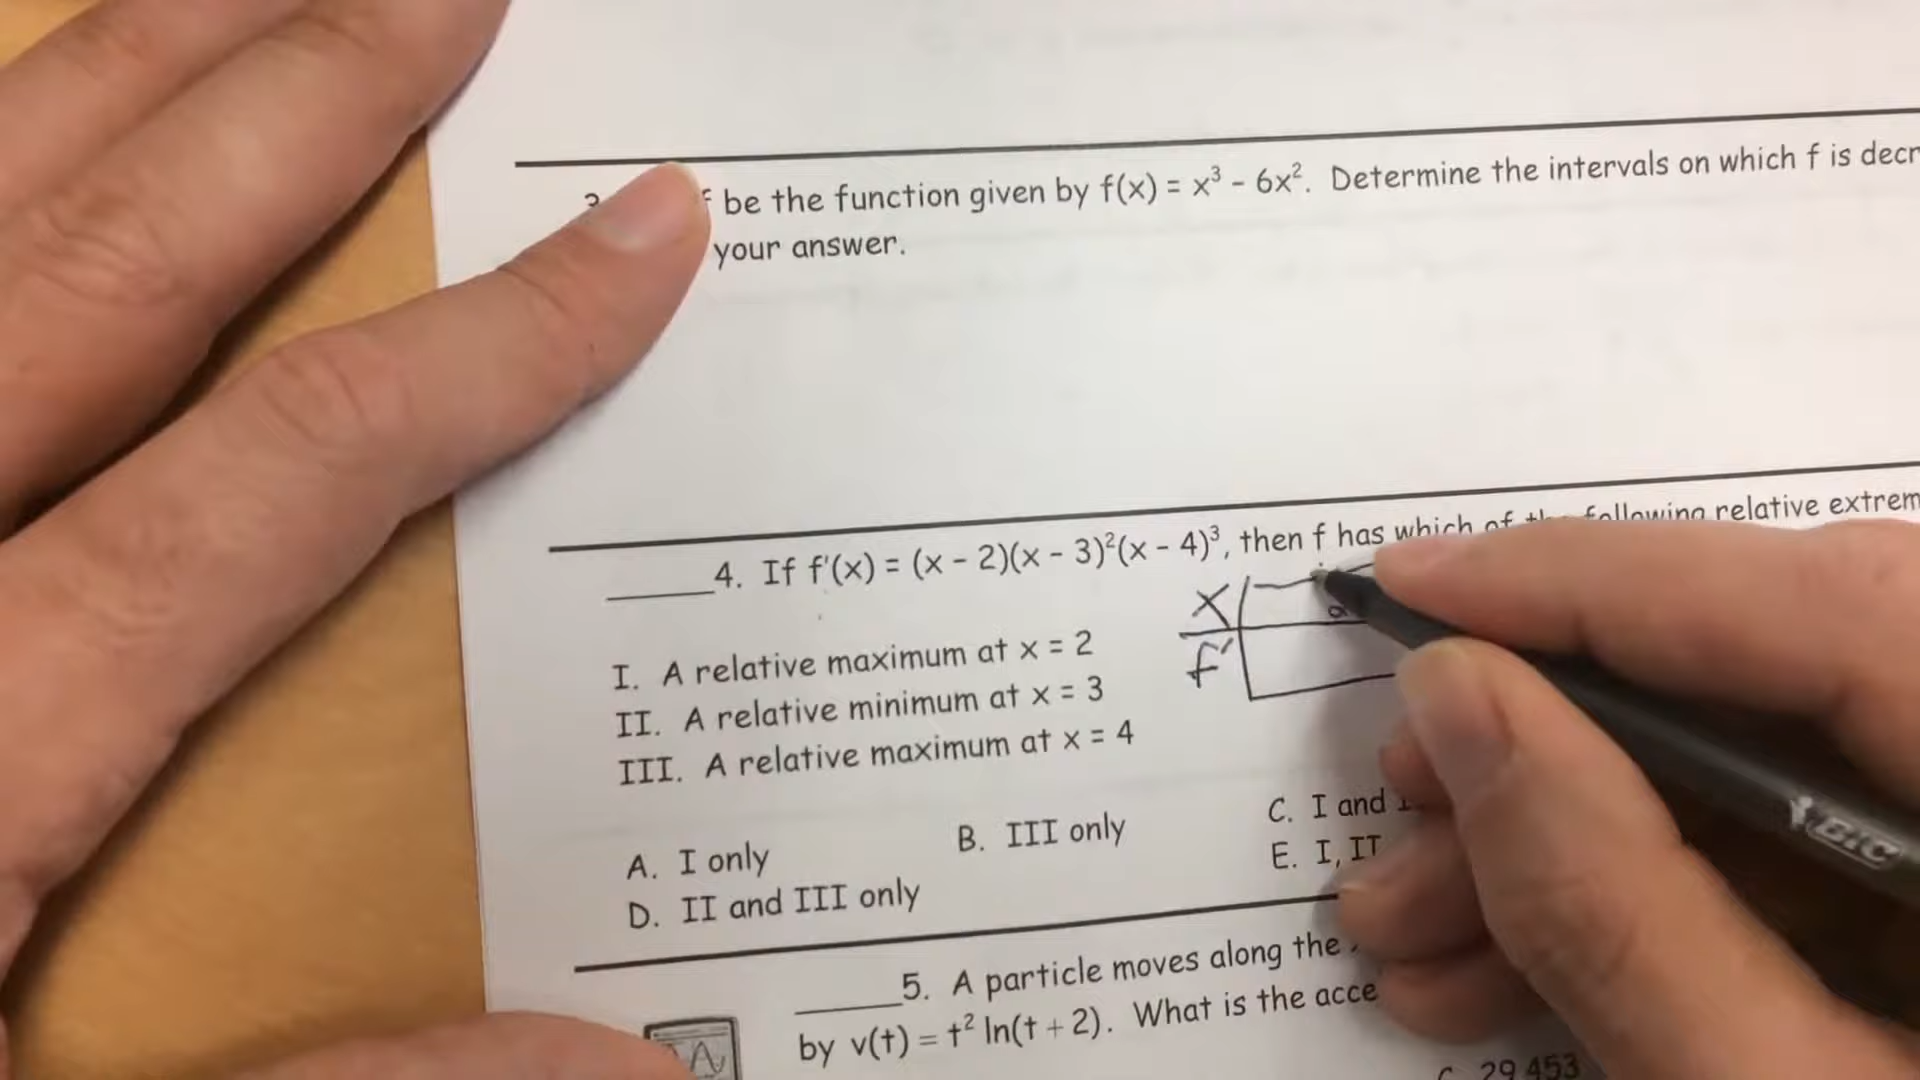 be the function given by f(x) = x³ - 6x². Determine the intervals on which f is decr
your answer.
4. If f'(x) = (x - 2)(x - 3)²(x - 4)³, then f has which of following relative extrem
X
f'
I. A relative maximum at x = 2
II. A relative minimum at x = 3
III. A relative maximum at x = 4
A. I only
B. III only
C. I and
D. II and III only
E. I,
5. A particle moves along the
by v(t) = t² ln(t + 2). What is the acce
C. 29.453
BIC